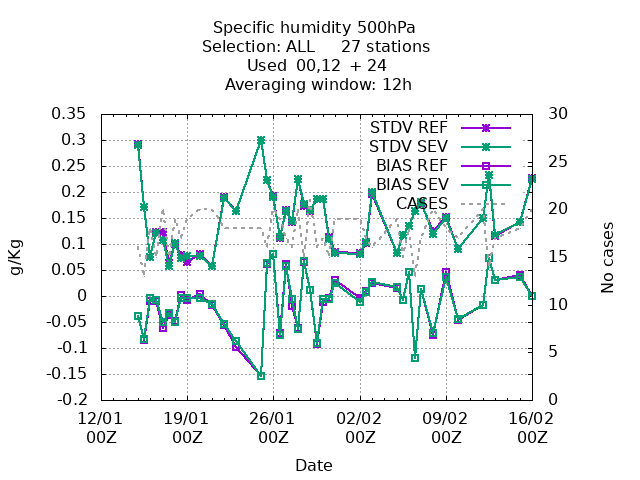 Specific humidity 500hPa
Selection: ALL 27 stations
Used 00,12 + 24
Averaging window: 12h
0.35
0.3
0.25
0.2
0.15
0.1
0.05
0
-0.05
-0.1
-0.15
-0.2
g/Kg
STDV REF
STDV SEV
BIAS REF
BIAS SEV
CASES
30
25
20
15
10
5
0
No cases
12/01 19/01 26/01 02/02 09/02 16/02
00Z 00Z 00Z 00Z 00Z 00Z
Date